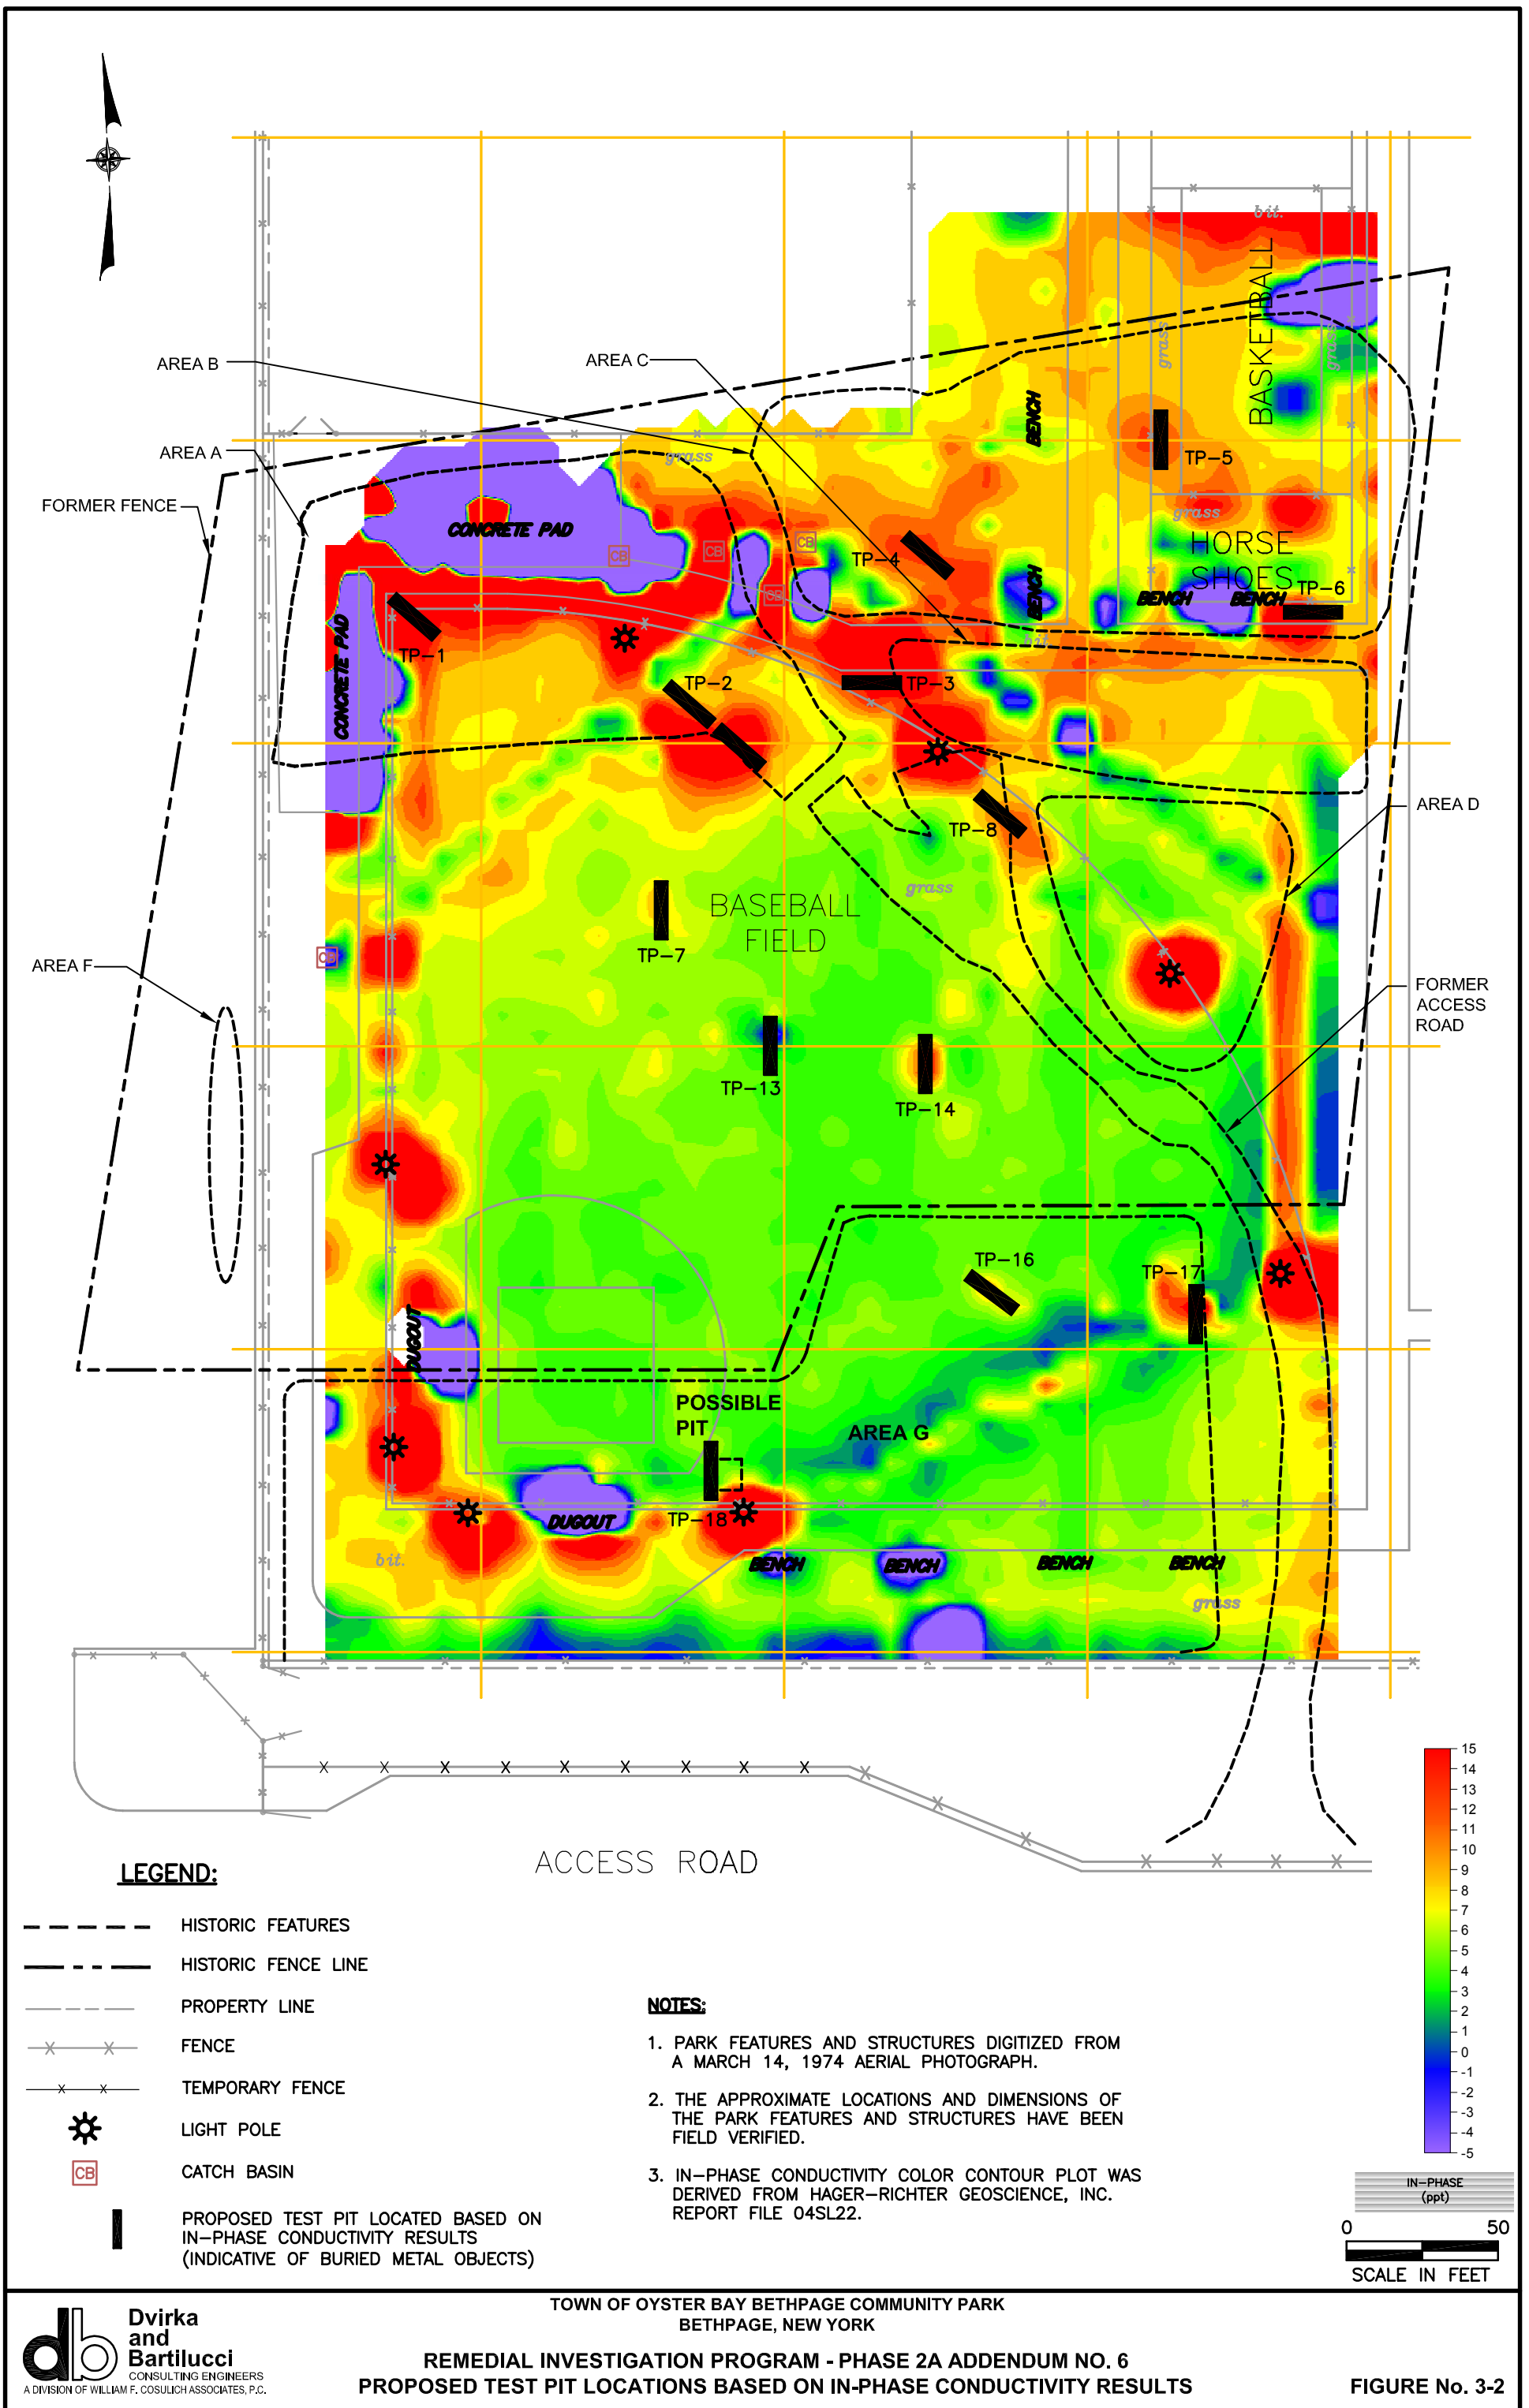 bit.
BASKETBALL
grass
grass
AREA B
AREA C
AREA A
FORMER FENCE
grass
BENCH
TP-5
grass
CONCRETE PAD
CB
CB
CB
CB
TP-4
HORSE
SHOES
TP-6
BENCH
BENCH
BENCH
bit.
TP-1
CONCRETE PAD
TP-2
TP-3
TP-8
AREA D
grass
BASEBALL
FIELD
TP-7
CB
AREA F
FORMER
ACCESS
ROAD
TP-13
TP-14
TP-16
TP-17
DUGOUT
POSSIBLE
PIT
AREA G
TP-18
DUGOUT
bit.
BENCH
BENCH
BENCH
BENCH
grass
ACCESS ROAD
15
14
13
12
11
10
9
8
7
6
5
4
3
2
1
0
-1
-2
-3
-4
-5
IN-PHASE
(ppt)
0 50
SCALE IN FEET
LEGEND:
HISTORIC FEATURES
HISTORIC FENCE LINE
PROPERTY LINE
FENCE
TEMPORARY FENCE
LIGHT POLE
CB CATCH BASIN
PROPOSED TEST PIT LOCATED BASED ON
IN-PHASE CONDUCTIVITY RESULTS
(INDICATIVE OF BURIED METAL OBJECTS)
NOTES:
1. PARK FEATURES AND STRUCTURES DIGITIZED FROM
A MARCH 14, 1974 AERIAL PHOTOGRAPH.
2. THE APPROXIMATE LOCATIONS AND DIMENSIONS OF
THE PARK FEATURES AND STRUCTURES HAVE BEEN
FIELD VERIFIED.
3. IN-PHASE CONDUCTIVITY COLOR CONTOUR PLOT WAS
DERIVED FROM HAGER-RICHTER GEOSCIENCE, INC.
REPORT FILE 04SL22.
db
Dvirka
and
Bartilucci
CONSULTING ENGINEERS
A DIVISION OF WILLIAM F. COSULICH ASSOCIATES, P.C.
TOWN OF OYSTER BAY BETHPAGE COMMUNITY PARK
BETHPAGE, NEW YORK
REMEDIAL INVESTIGATION PROGRAM - PHASE 2A ADDENDUM NO. 6
PROPOSED TEST PIT LOCATIONS BASED ON IN-PHASE CONDUCTIVITY RESULTS
FIGURE No. 3-2